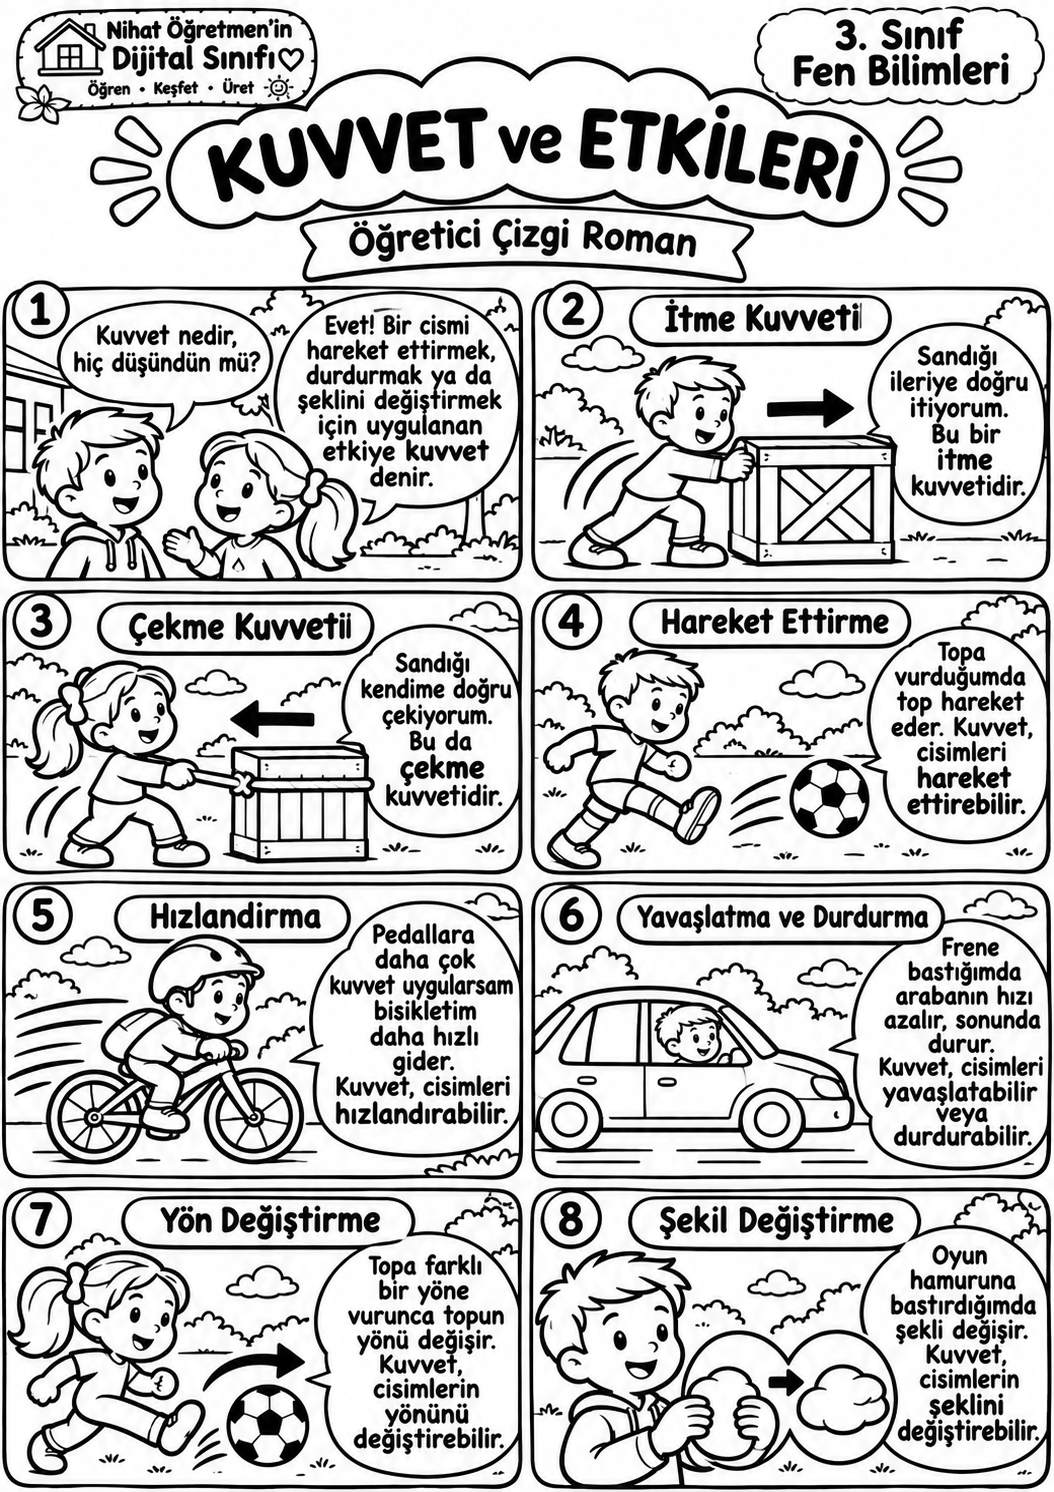 Nihat Öğretmen'in
Dijital Sınıfı
Öğren • Keşfet • Üret
3. Sınıf
Fen Bilimleri
KUVVET ve ETKİLERİ
Öğretici Çizgi Roman
1
Kuvvet nedir,
hiç düşündün mü?
Evet! Bir cismi
hareket ettirmek,
durdurmak ya da
şeklini değiştirmek
için uygulanan
etkiye kuvvet
denir.
2
İtme Kuvveti
Sandığı
ileriye doğru
itiyorum.
Bu bir
itme
kuvvetidir.
3
Çekme Kuvvetii
Sandığı
kendime doğru
çekiyorum.
Bu da
çekme
kuvvetidir.
4
Hareket Ettirme
Topa
vurduğumda
top hareket
eder. Kuvvet,
cisimleri
hareket
ettirebilir.
5
Hızlandirma
Pedallara
daha çok
kuvvet uygularsam
bisikletim
daha hızlı
gider.
Kuvvet, cisimleri
hızlandırabilir.
6
Yavaşlatma ve Durdurma
Frene
bastığımda
arabanın hızı
azalır, sonunda
durur.
Kuvvet, cisimleri
yavaşlatabilir
veya
durdurabilir.
7
Yön Değiştirme
Topa farklı
bir yöne
vurunca topun
yönü değişir.
Kuvvet,
cisimlerin
yönünü
değiştirebilir.
8
Şekil Değiştirme
Oyun
hamuruna
bastırdığımda
şekli değişir.
Kuvvet,
cisimlerin
şeklini
değiştirebilir.